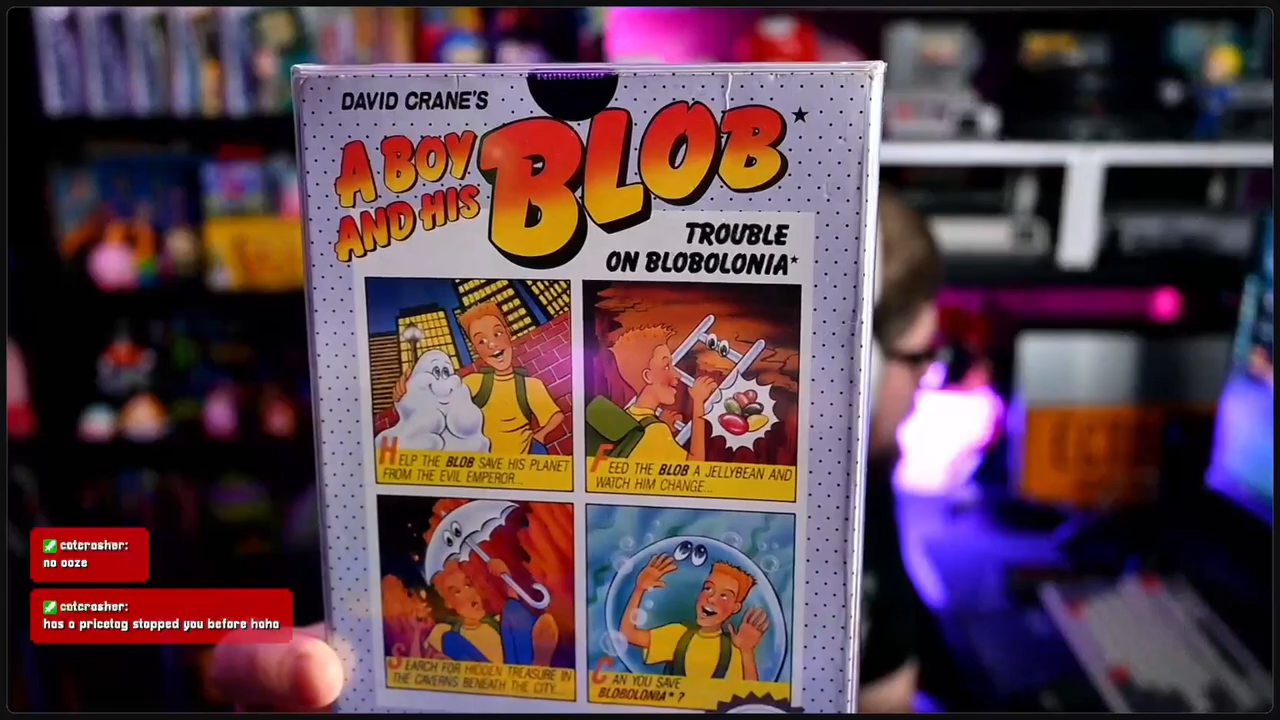 Nintendo
DAVID CRANE'S
A BOY
AND HIS
BLOB
TROUBLE
ON BLOBOLONIA*
HELP THE BLOB SAVE HIS PLANET
FROM THE EVIL EMPEROR...
FEED THE BLOB A JELLYBEAN AND
WATCH HIM CHANGE...
SEARCH FOR HIDDEN TREASURE IN
THE CAVERNS BENEATH THE CITY...
CAN YOU SAVE
BLOBOLONIA*?
catcrasher:
no ooze
catcrasher:
has a pricetag stopped you before haha